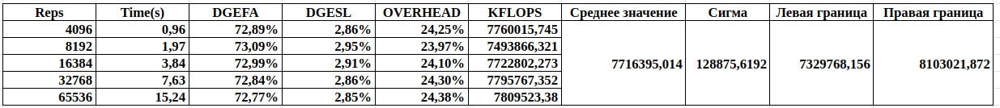 Reps Time(s) DGEFA DGESL OVERHEAD KFLOPS Среднее значение Сигма Левая граница Правая граница
4096 0,96 72,89% 2,86% 24,25% 7760015,745
8192 1,97 73,09% 2,95% 23,97% 7493866,321
16384 3,84 72,99% 2,91% 24,10% 7722802,273 7716395,014 128875,6192 7329768,156 8103021,872
32768 7,63 72,84% 2,86% 24,30% 7795767,352
65536 15,24 72,77% 2,85% 24,38% 7809523,38